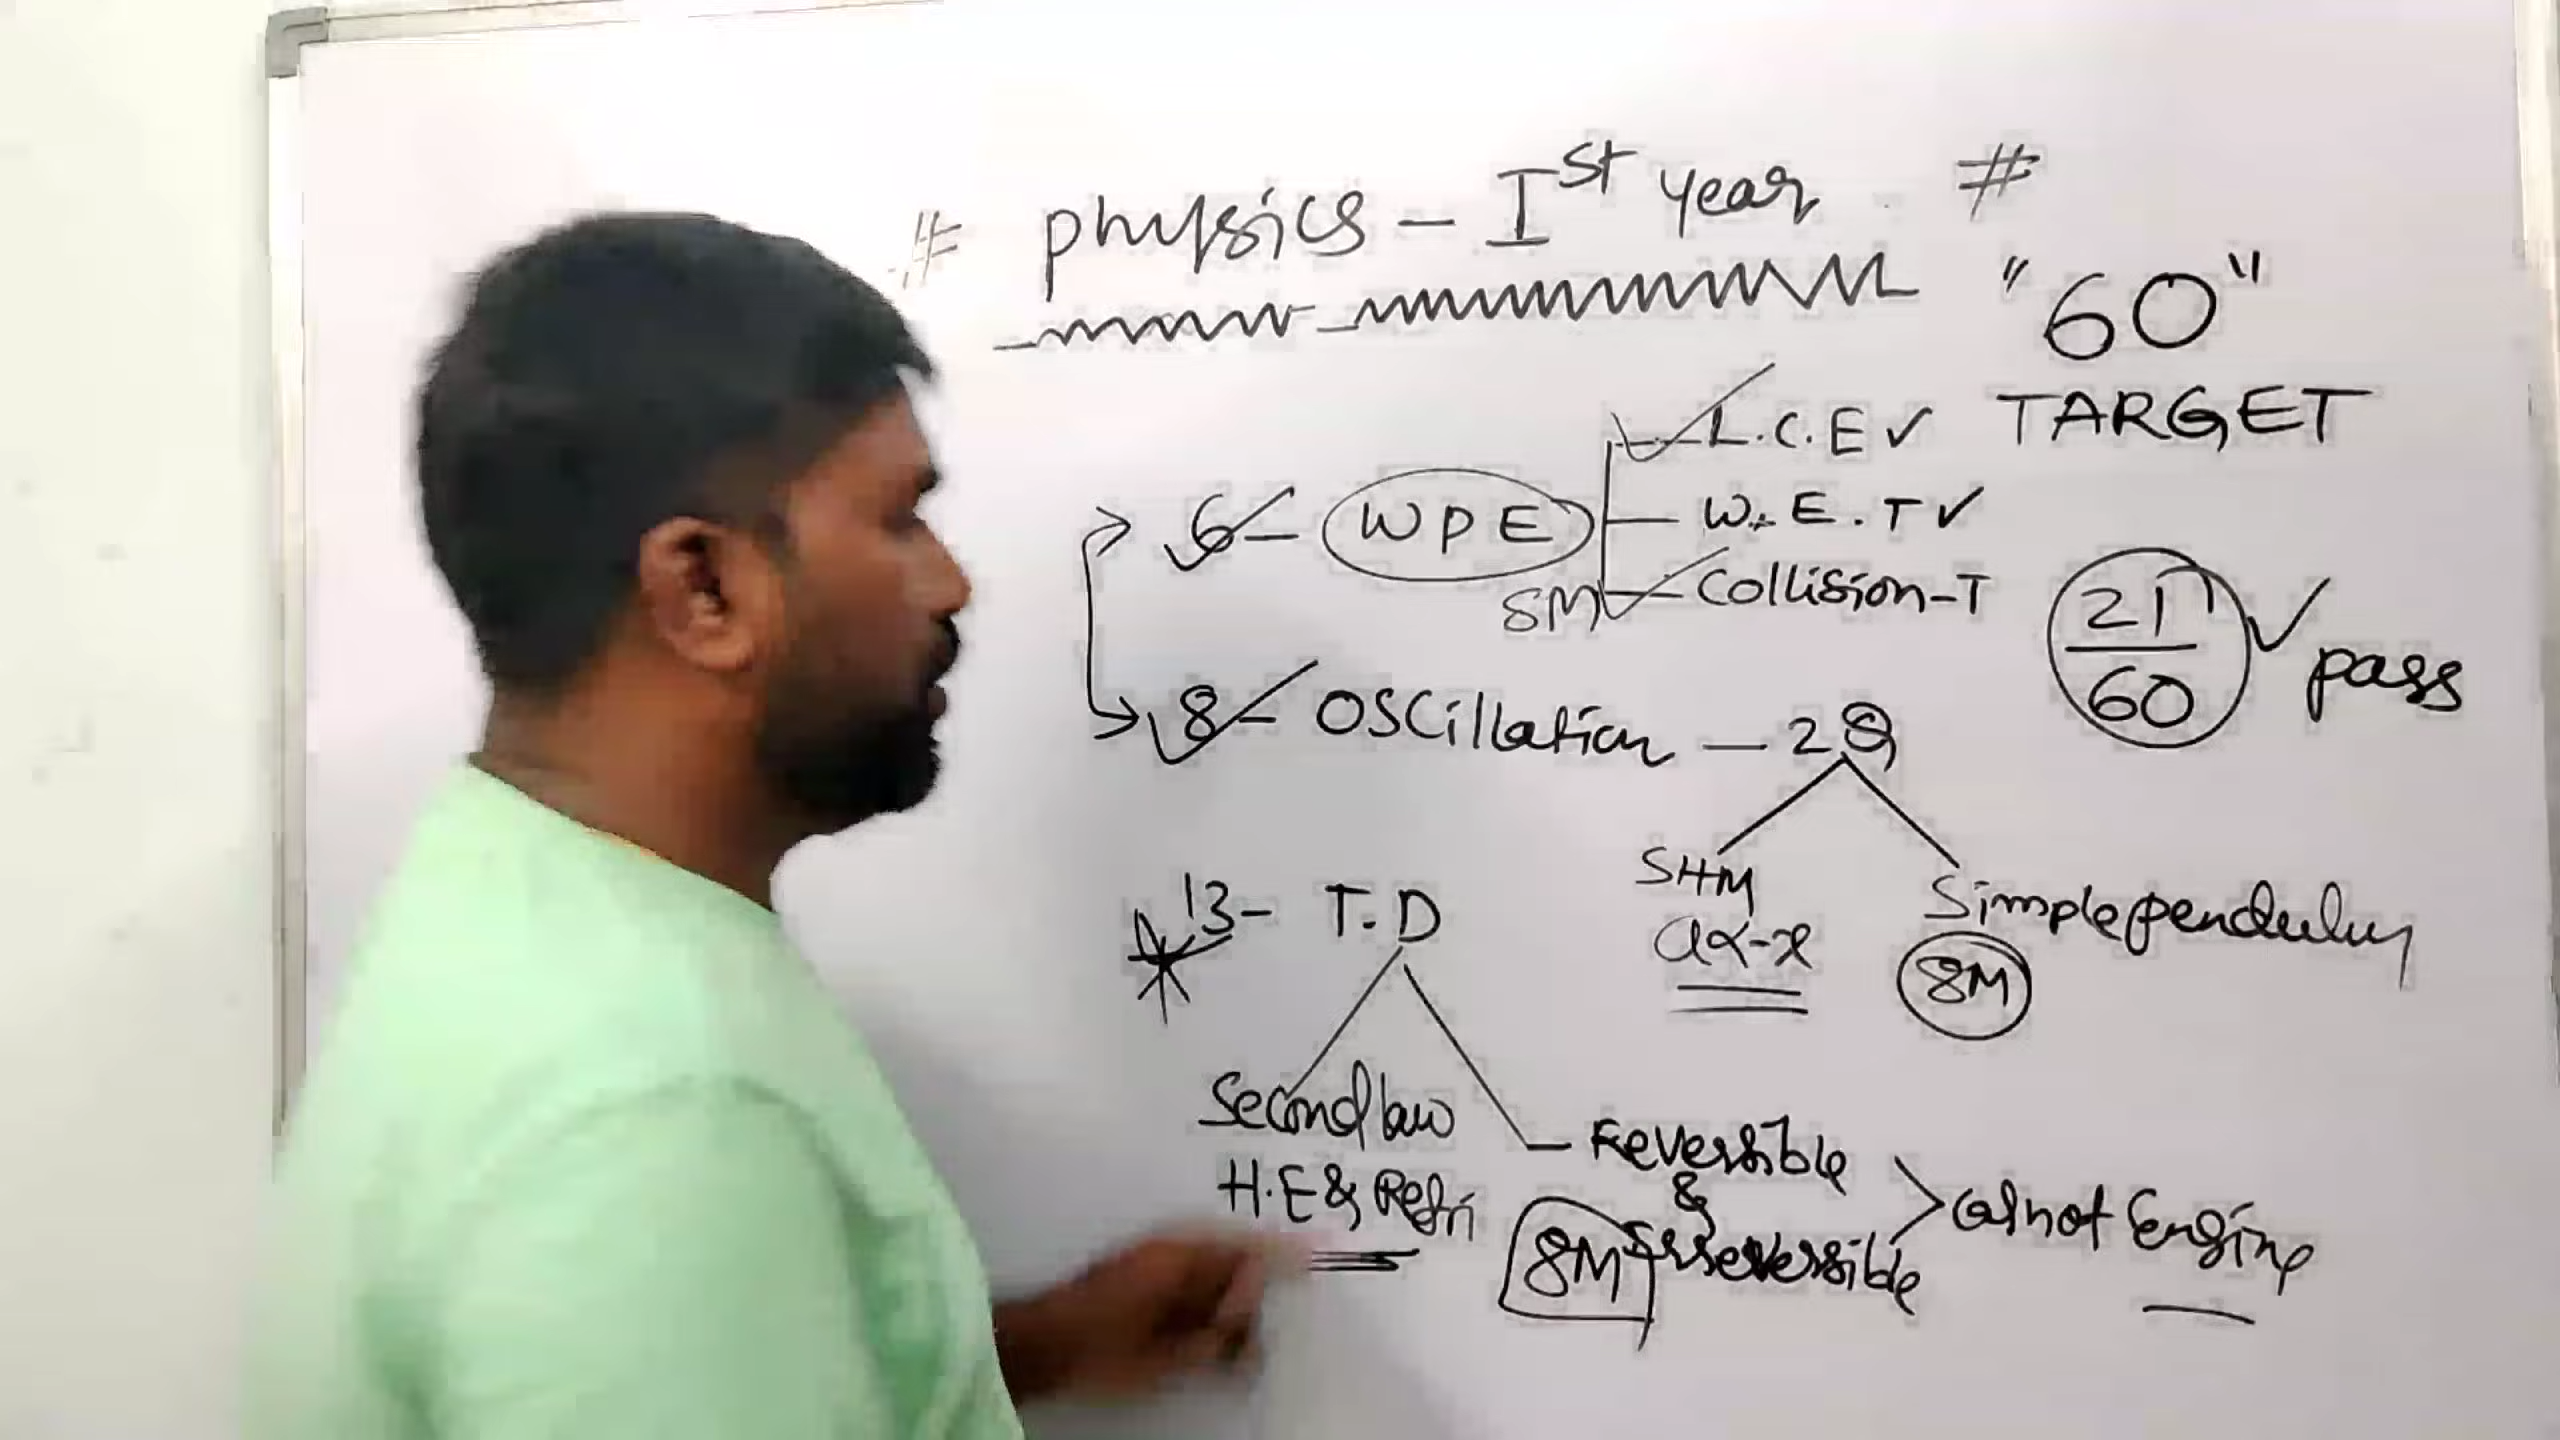 # Physics - Ist Year #
"60"
TARGET
6 - WPE
L.C.E ✓
W.E.T ✓
8M Collision-T
21/60 ✓ pass
8 - OSCillation - 2Q
SHM
a∝-x
Simplependulum
8M
13 - T.D
Second law
H.E & Refri
Reversible
&
Irreversible
8M
Carnot Engine